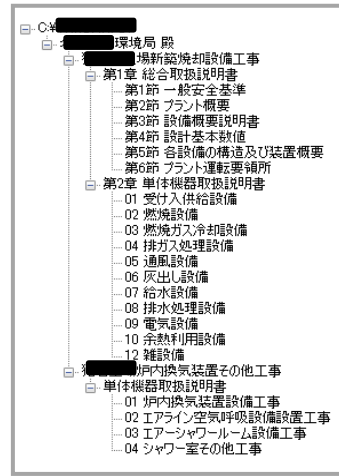 C:¥
環境局 殿
場新築焼却設備工事
第1章 総合取扱説明書
第1節 一般安全基準
第2節 プラント概要
第3節 設備概要説明書
第4節 設計基本数値
第5節 各設備の構造及び装置概要
第6節 プラント運転要領所
第2章 単体機器取扱説明書
01 受け入供給設備
02 燃焼設備
03 燃焼ガス冷却設備
04 排ガス処理設備
05 通風設備
06 灰出し設備
07 給水設備
08 排水処理設備
09 電気設備
10 余熱利用設備
12 雑設備
炉内換気装置その他工事
単体機器取扱説明書
01 炉内換気装置設備工事
02 エアライン空気呼吸設備設置工事
03 エアーシャワールーム設備工事
04 シャワー室その他工事